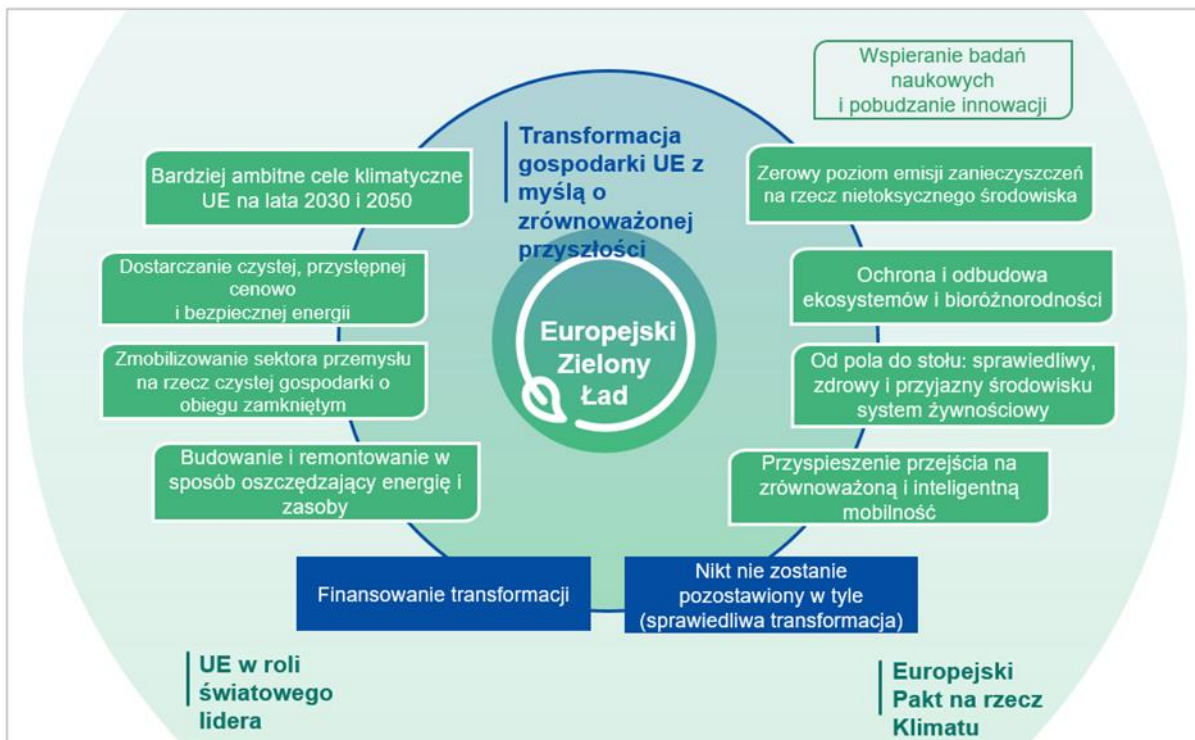 Wspieranie badań
naukowych
i pobudzanie innowacji
Transformacja
gospodarki UE z
myślą o
zrównoważonej
przyszłości
Bardziej ambitne cele klimatyczne
UE na lata 2030 i 2050
Zerowy poziom emisji zanieczyszczeń
na rzecz nietoksycznego środowiska
Dostarczanie czystej, przystępnej
cenowo
i bezpiecznej energii
Ochrona i odbudowa
ekosystemów i bioróżnorodności
Europejski
Zielony
Ład
Zmobilizowanie sektora przemysłu
na rzecz czystej gospodarki o
obiegu zamkniętym
Od pola do stołu: sprawiedliwy,
zdrowy i przyjazny środowisku
system żywnościowy
Budowanie i remontowanie w
sposób oszczędzający energię i
zasoby
Przyspieszenie przejścia na
zrównoważoną i inteligentną
mobilność
Finansowanie transformacji
Nikt nie zostanie
pozostawiony w tyle
(sprawiedliwa transformacja)
UE w roli
światowego
lidera
Europejski
Pakt na rzecz
Klimatu